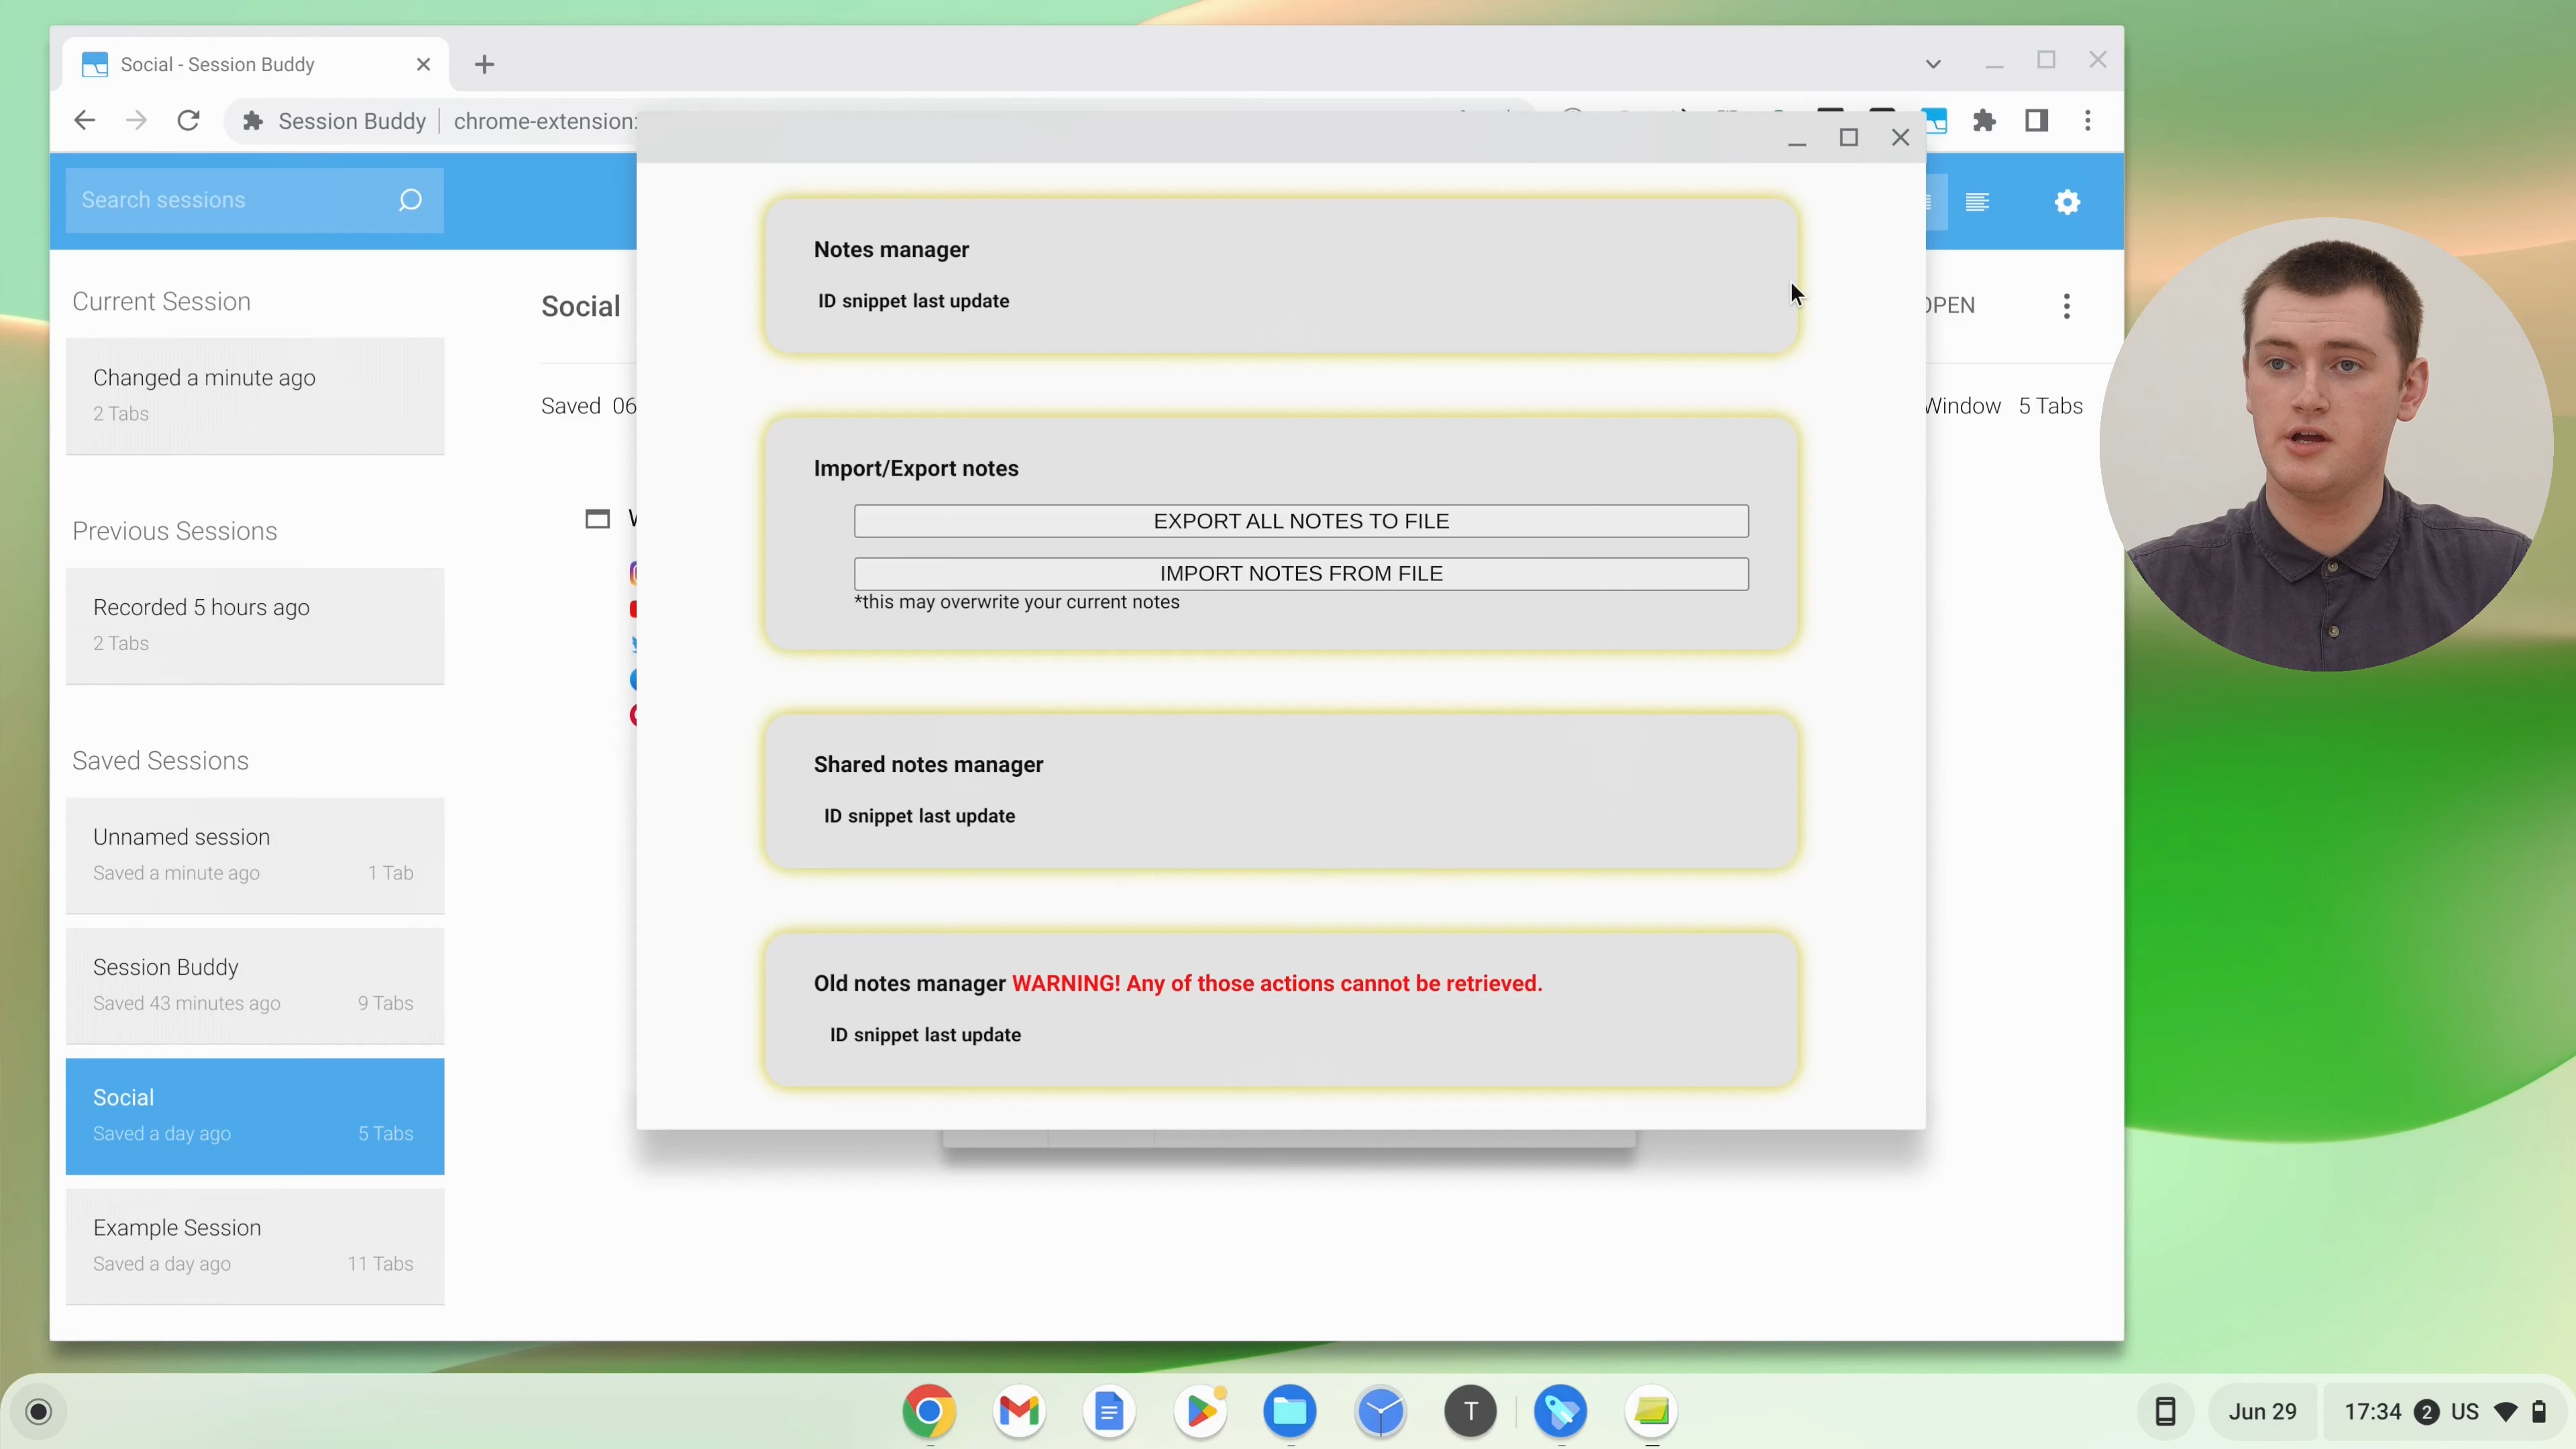 Social - Session Buddy
Session Buddy
chrome-extension:
Search sessions
Current Session
Changed a minute ago
2 Tabs
Previous Sessions
Recorded 5 hours ago
2 Tabs
Saved Sessions
Unnamed session
Saved a minute ago 1 Tab
Session Buddy
Saved 43 minutes ago 9 Tabs
Social
Saved a day ago 5 Tabs
Example Session
Saved a day ago 11 Tabs
Social
Saved 06
OPEN
Window 5 Tabs
Notes manager
ID snippet last update
Import/Export notes
EXPORT ALL NOTES TO FILE
IMPORT NOTES FROM FILE
*this may overwrite your current notes
Shared notes manager
ID snippet last update
Old notes manager WARNING! Any of those actions cannot be retrieved.
ID snippet last update
T
Jun 29
17:34 2 US